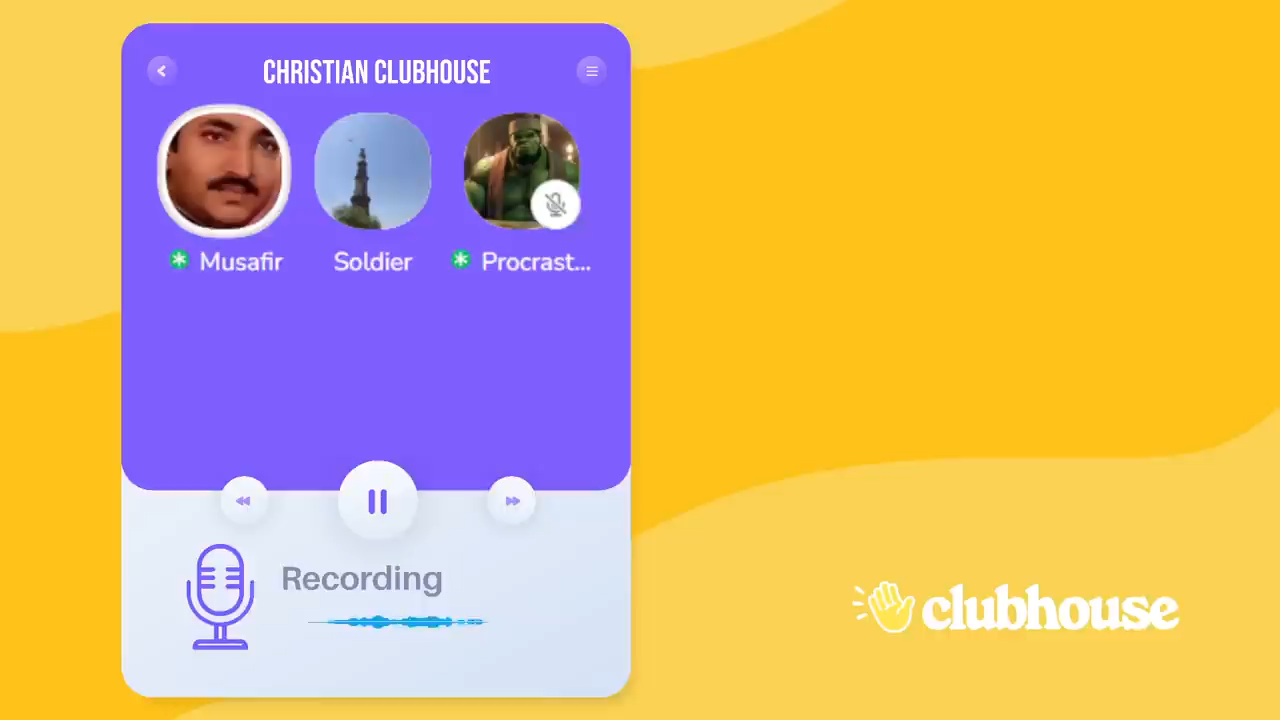 CHRISTIAN CLUBHOUSE
Musafir
Soldier
Procrast...
Recording
clubhouse